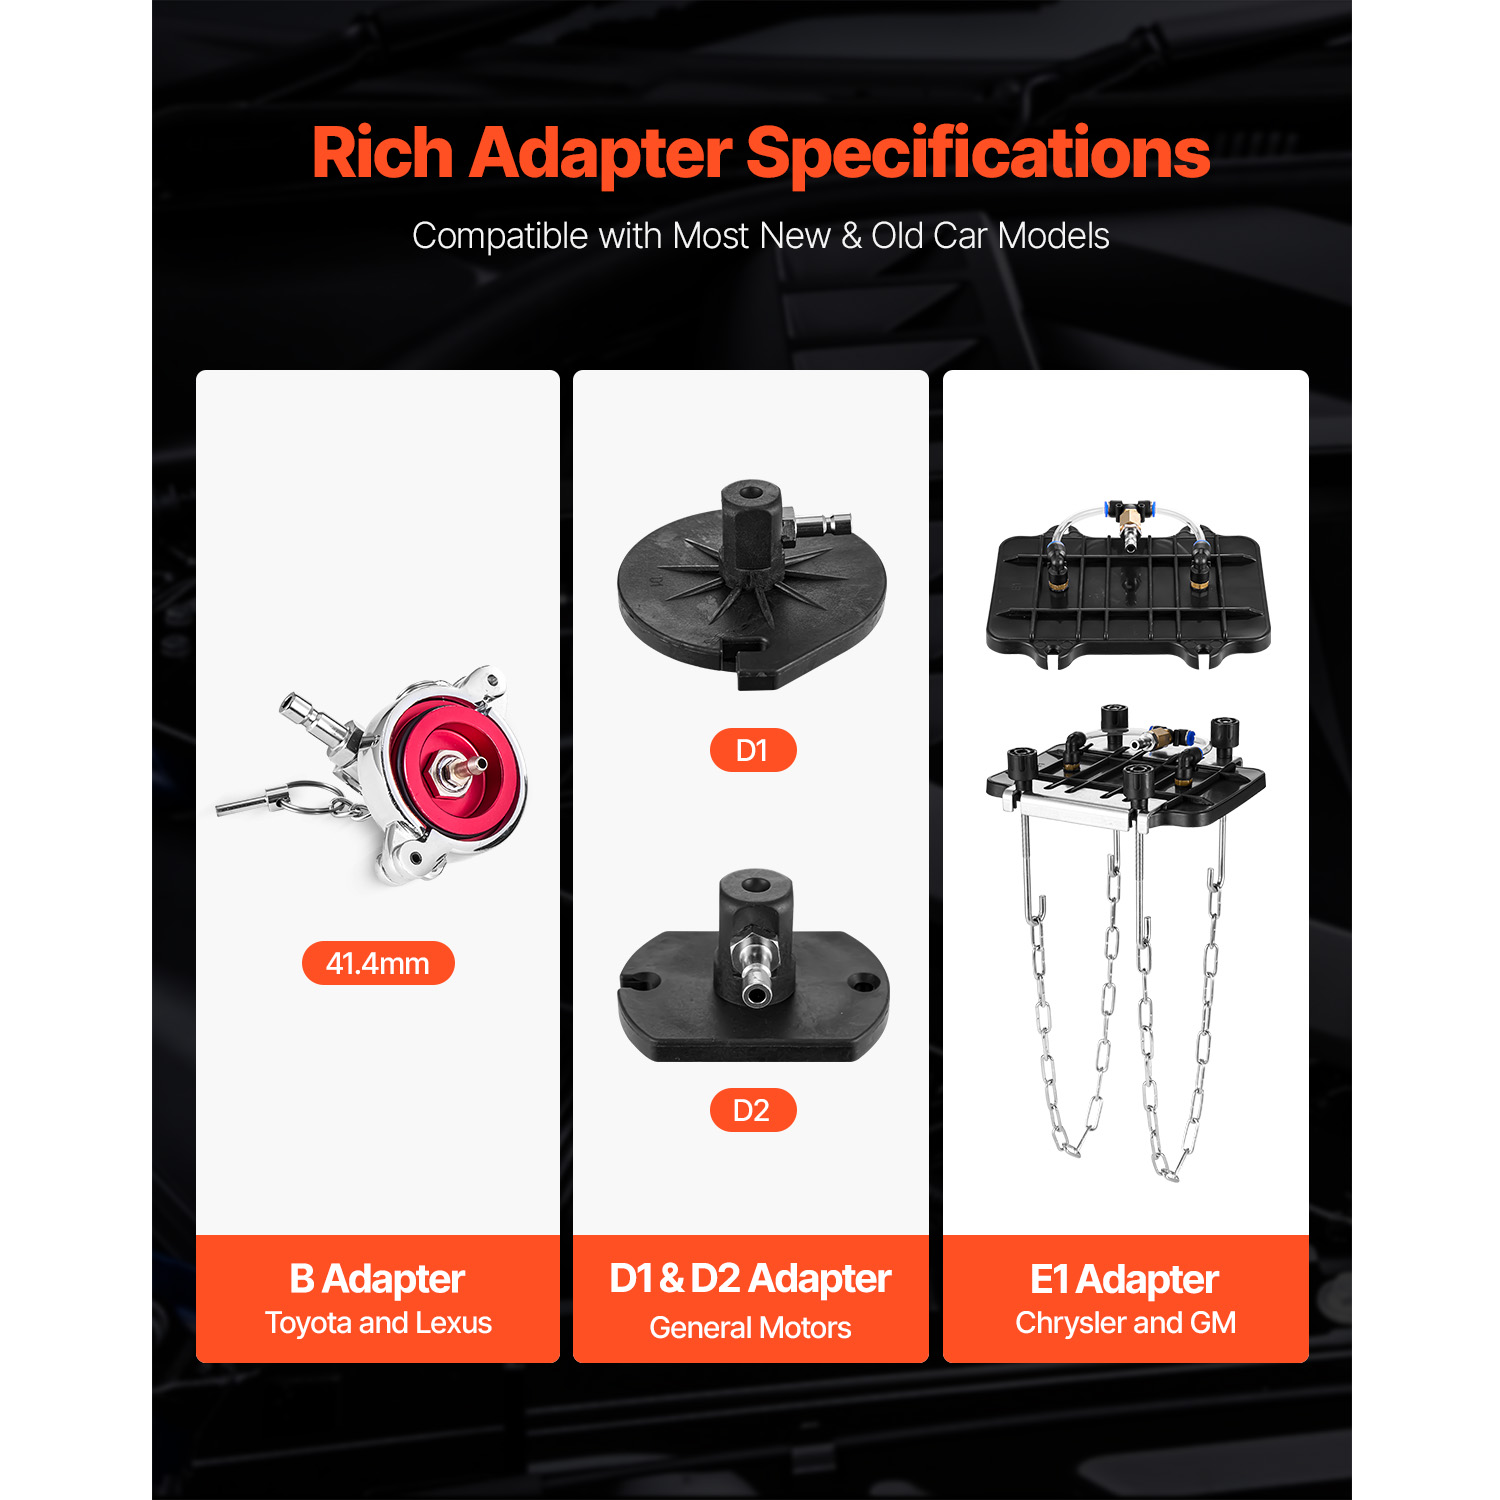 Rich Adapter Specifications
Compatible with Most New & Old Car Models
41.4mm
D1
D2
B Adapter
Toyota and Lexus
D1 & D2 Adapter
General Motors
E1 Adapter
Chrysler and GM